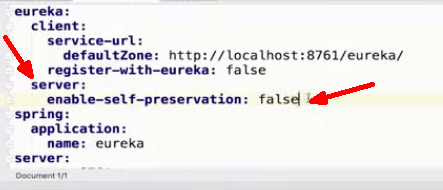 eureka:
  client:
    service-url:
      defaultZone: http://localhost:8761/eureka/
    register-with-eureka: false
  server:
    enable-self-preservation: false
spring:
  application:
    name: eureka
server:
Document 1/1